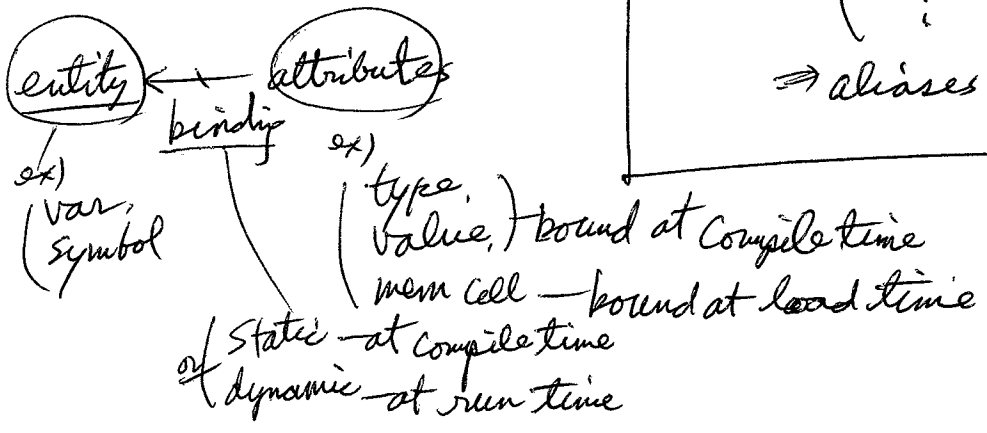 ⇒ aliases
entity ← attributes
binding
ex)
var,
symbol
ex)
type,
value, bound at compile time
mem cell — bound at load time
or static — at compile time
dynamic — at run time